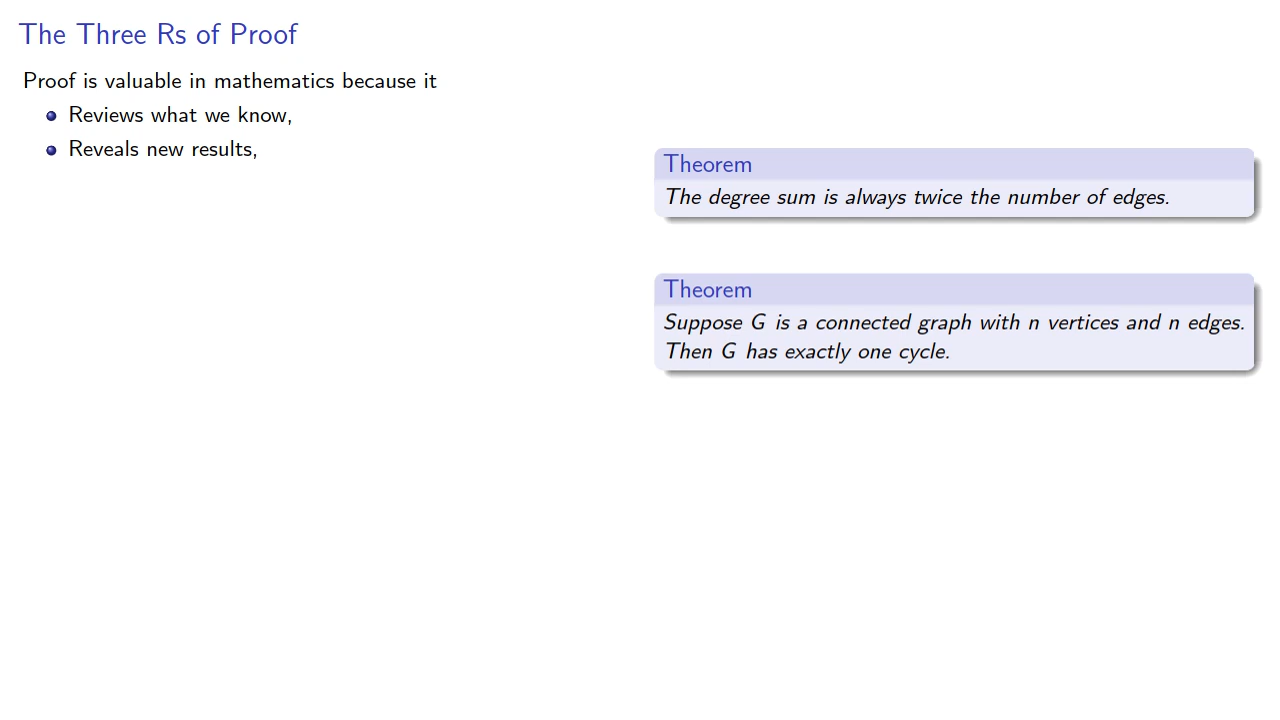 The Three Rs of Proof
Proof is valuable in mathematics because it
Reviews what we know,
Reveals new results,
Theorem
The degree sum is always twice the number of edges.
Theorem
Suppose G is a connected graph with n vertices and n edges.
Then G has exactly one cycle.